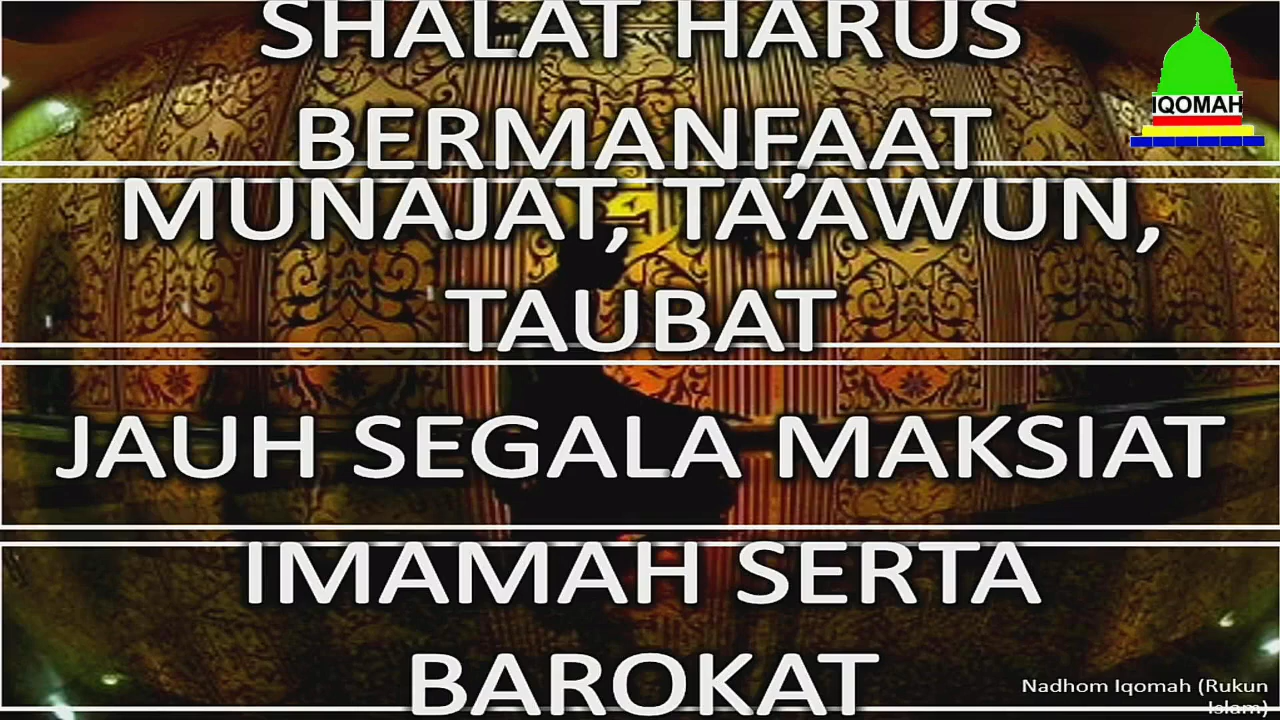 SHALAT HARUS
BERMANFAAT
MUNAJAT, TA’AWUN,
TAUBAT
JAUH SEGALA MAKSIAT
IMAMAH SERTA
BAROKAT
IQOMAH
Nadhom Iqomah (Rukun
Islam)